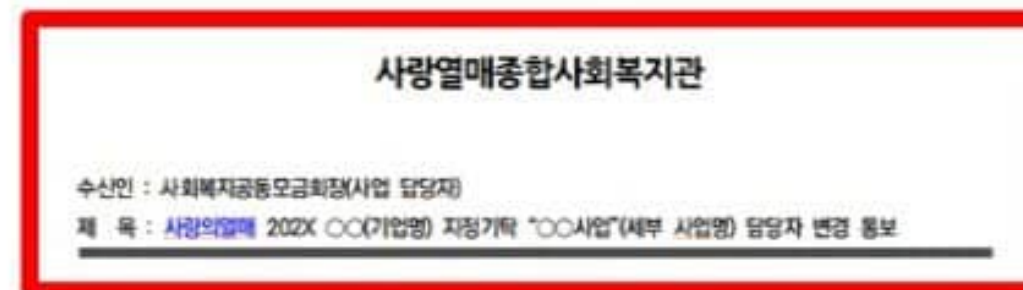 사랑열매종합사회복지관
수신인 : 사회복지공동모금회장(사업 담당자)
제 목 : 사랑의열매 202X ○○(기업명) 지정기탁 "○○사업"(세부 사업명) 담당자 변경 통보